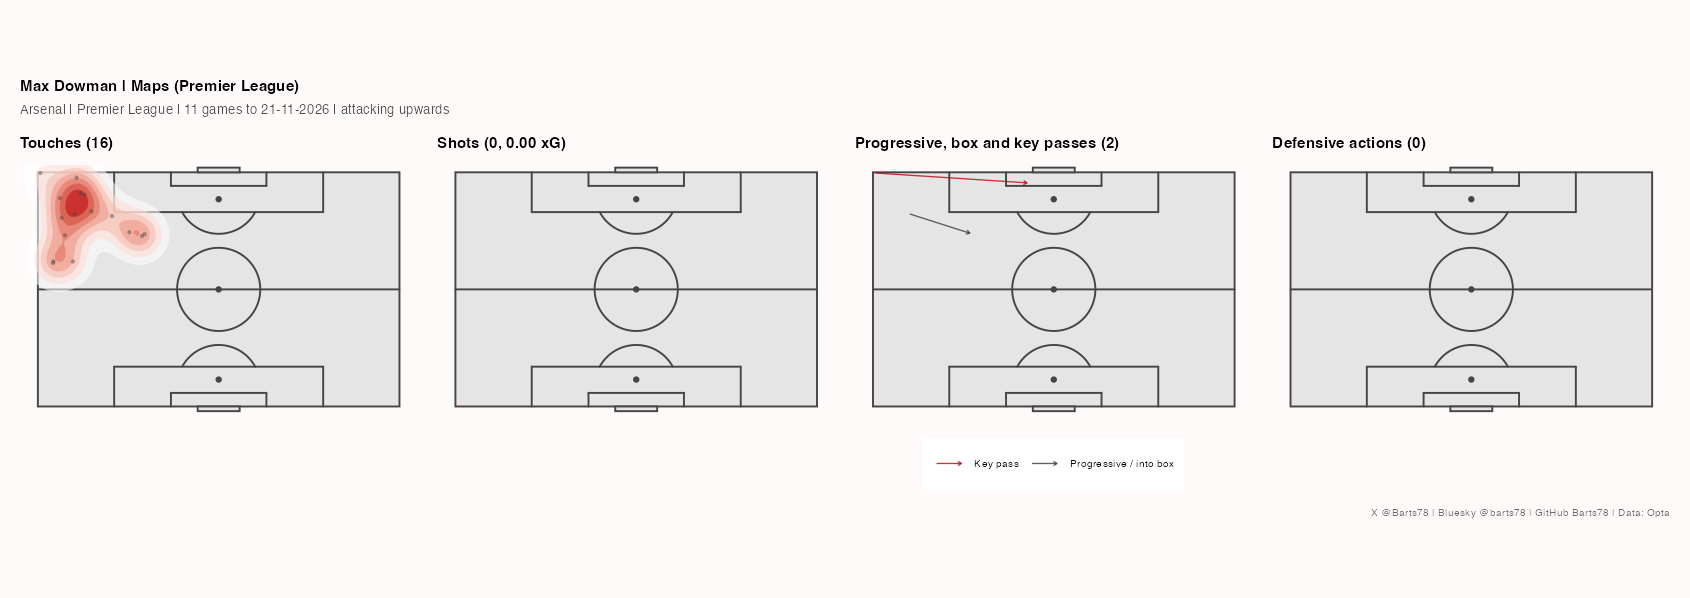 Max Dowman | Maps (Premier League)
Arsenal | Premier League | 11 games to 21-11-2026 | attacking upwards
Touches (16)
Shots (0, 0.00 xG)
Progressive, box and key passes (2)
Defensive actions (0)
Key pass
Progressive / into box
X @Barts78 | Bluesky @barts78 | GitHub Barts78 | Data: Opta